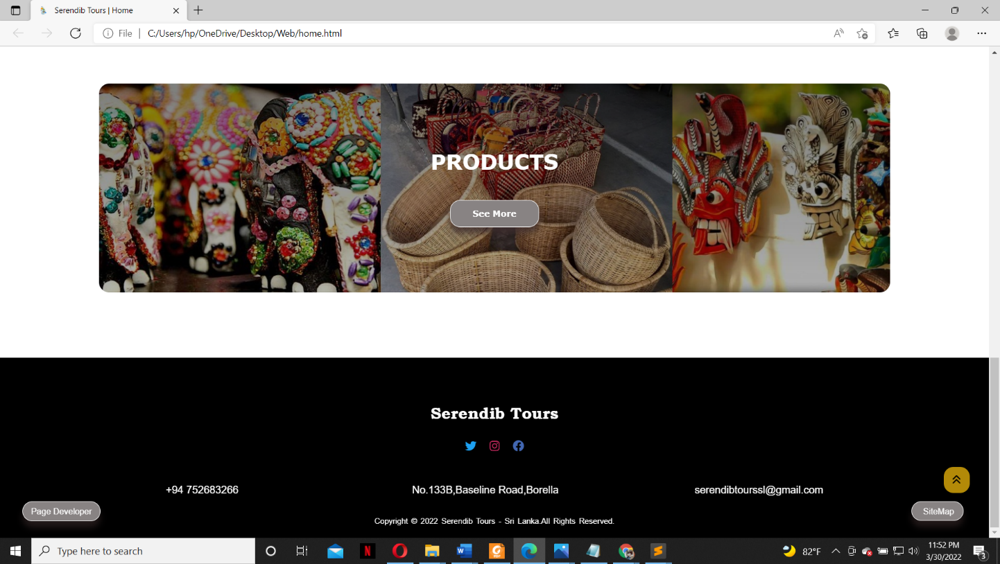 Serendib Tours | Home
File | C:/Users/hp/OneDrive/Desktop/Web/home.html
PRODUCTS
See More
Serendib Tours
+94 752683266
No.133B,Baseline Road,Borella
serendibtourssl@gmail.com
Page Developer
SiteMap
Copyright © 2022 Serendib Tours - Sri Lanka.All Rights Reserved.
Type here to search
82°F
11:52 PM
3/30/2022
3